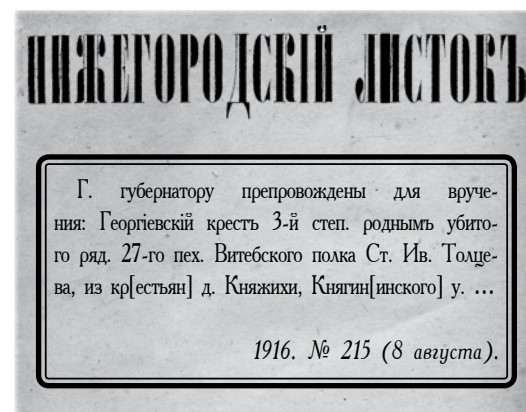 НИЖЕГОРОДСКІЙ ЛИСТОКЪ
Г. губернатору препровождены для вруче-
ния: Георгіевскій крестъ 3-й степ. роднымъ убито-
го ряд. 27-го пех. Витебского полка Ст. Ив. Толце-
ва, из кр[естьян] д. Княжихи, Княгин[инского] у. ...
1916. № 215 (8 августа).